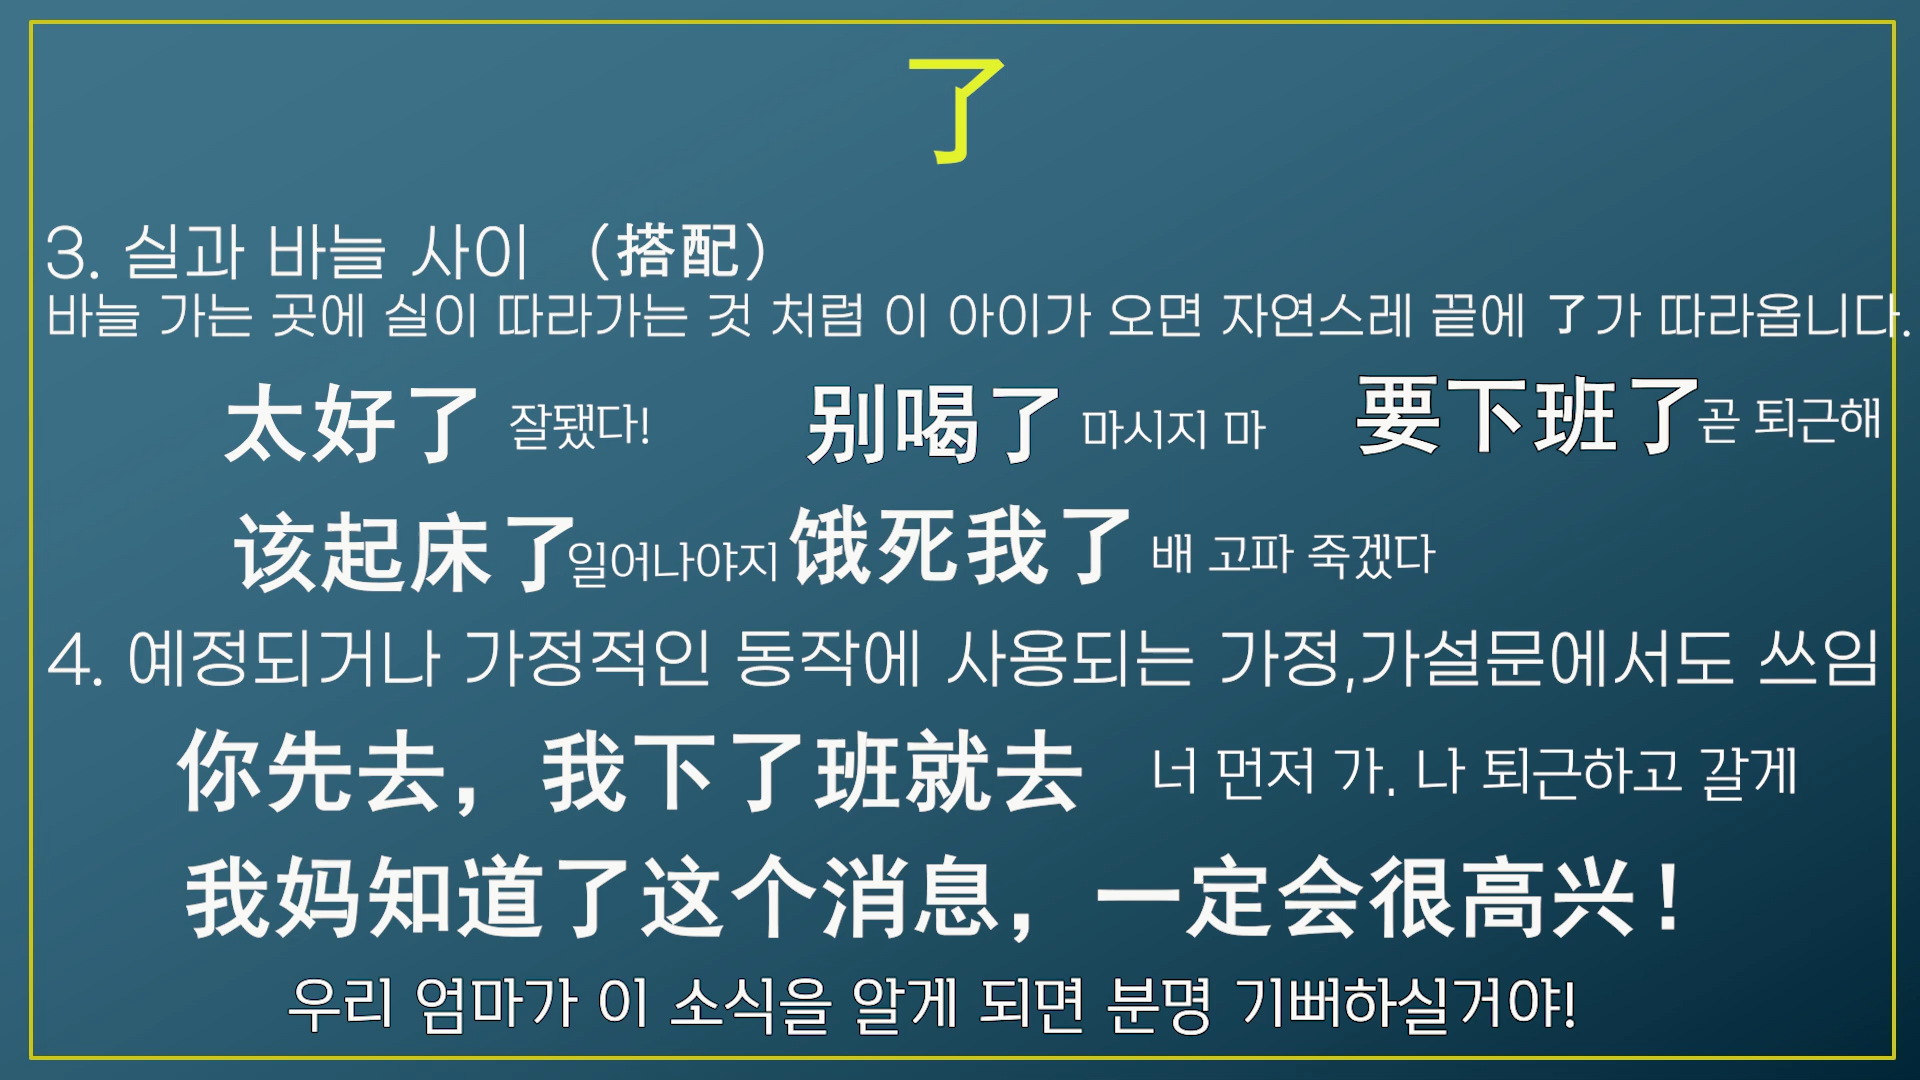 了
3. 실과 바늘 사이 （搭配）
바늘 가는 곳에 실이 따라가는 것 처럼 이 아이가 오면 자연스레 끝에 了가 따라옵니다.
太好了 잘됐다! 别喝了 마시지 마 要下班了 곧 퇴근해
该起床了 일어나야지 饿死我了 배 고파 죽겠다
4. 예정되거나 가정적인 동작에 사용되는 가정,가설문에서도 쓰임
你先去，我下了班就去 너 먼저 가. 나 퇴근하고 갈게
我妈知道了这个消息，一定会很高兴！
우리 엄마가 이 소식을 알게 되면 분명 기뻐하실거야!